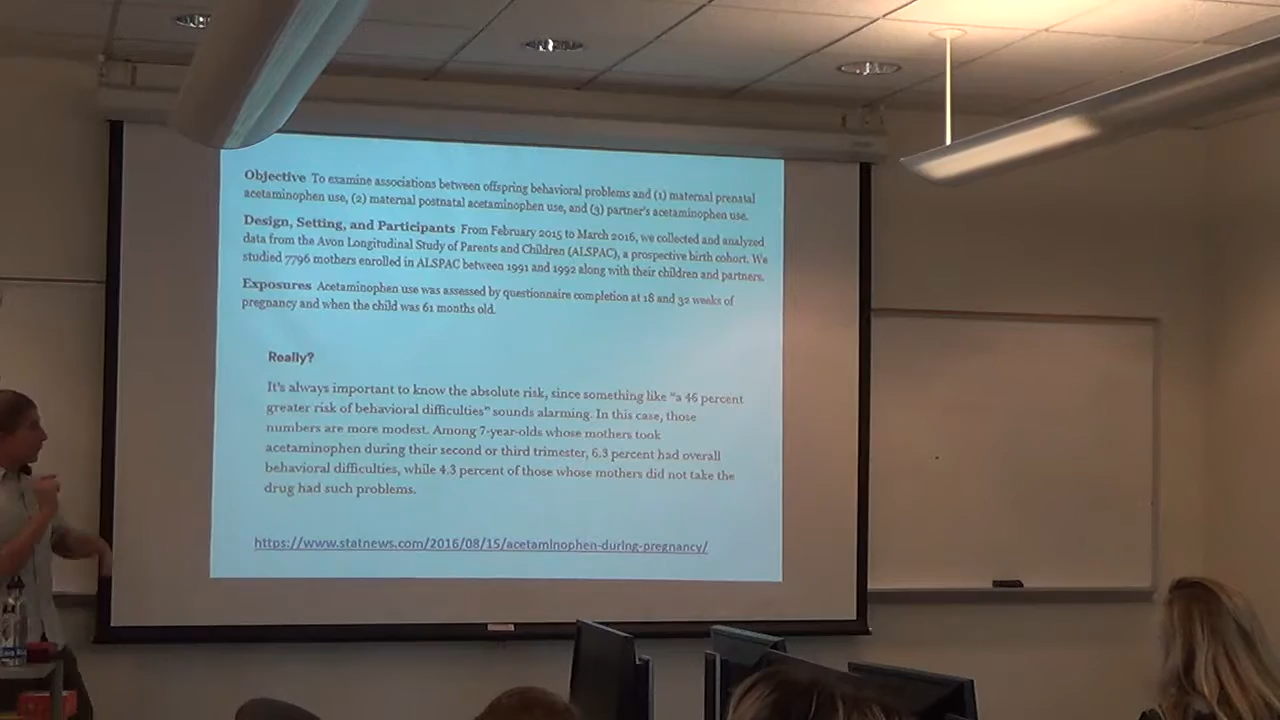 Objective To examine associations between offspring behavioral problems and (1) maternal prenatal
acetaminophen use, (2) maternal postnatal acetaminophen use, and (3) partner's acetaminophen use.
Design, Setting, and Participants From February 2015 to March 2016, we collected and analyzed
data from the Avon Longitudinal Study of Parents and Children (ALSPAC), a prospective birth cohort. We
studied 7796 mothers enrolled in ALSPAC between 1991 and 1992 along with their children and partners.
Exposures Acetaminophen use was assessed by questionnaire completion at 18 and 32 weeks of
pregnancy and when the child was 61 months old.
Really?
It's always important to know the absolute risk, since something like "a 46 percent
greater risk of behavioral difficulties" sounds alarming. In this case, those
numbers are more modest. Among 7-year-olds whose mothers took
acetaminophen during their second or third trimester, 6.3 percent had overall
behavioral difficulties, while 4.3 percent of those whose mothers did not take the
drug had such problems.
https://www.statnews.com/2016/08/15/acetaminophen-during-pregnancy/